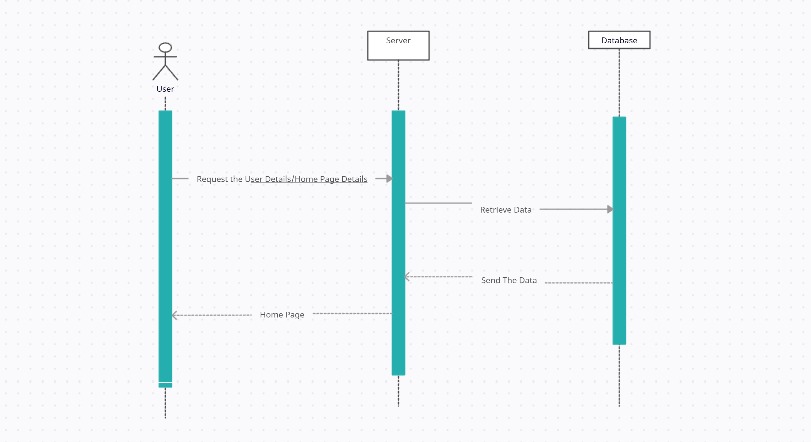 Server
Database
User
Request the User Details/Home Page Details
Retrieve Data
Send The Data
Home Page